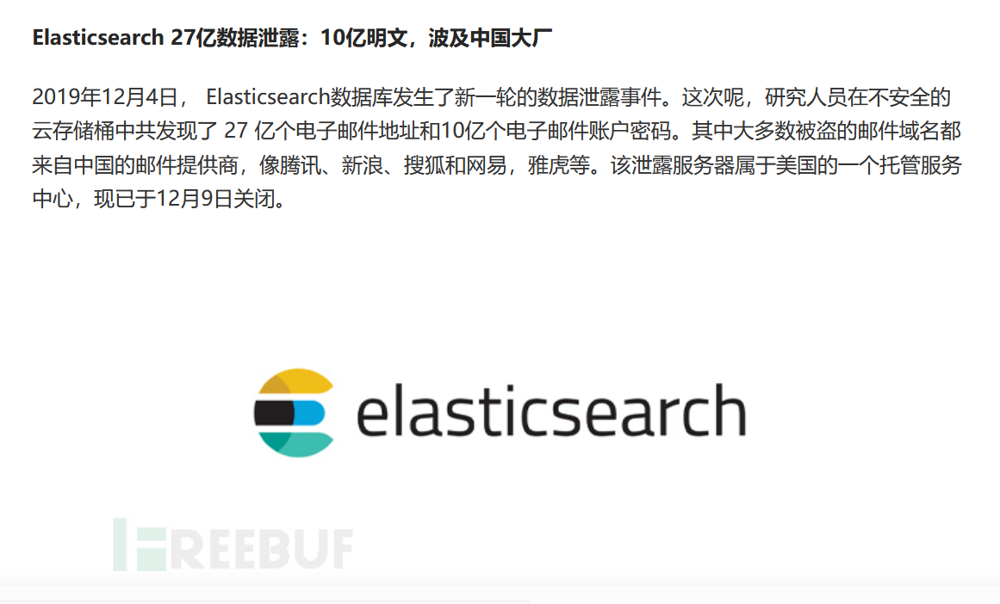 Elasticsearch 27亿数据泄露：10亿明文，波及中国大厂
2019年12月4日， Elasticsearch数据库发生了新一轮的数据泄露事件。这次呢，研究人员在不安全的
云存储桶中共发现了 27 亿个电子邮件地址和10亿个电子邮件账户密码。其中大多数被盗的邮件域名都
来自中国的邮件提供商，像腾讯、新浪、搜狐和网易，雅虎等。该泄露服务器属于美国的一个托管服务
中心，现已于12月9日关闭。
elasticsearch
FREEBUF